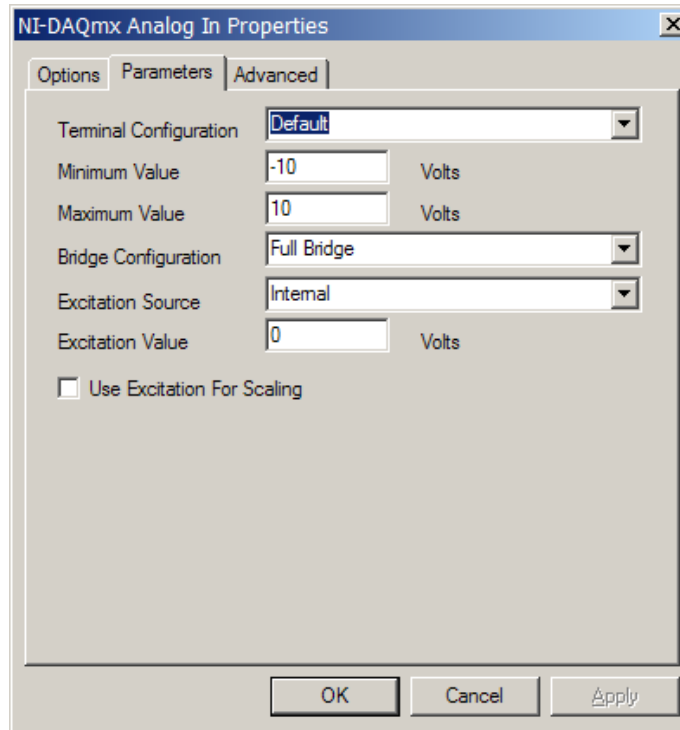 NI-DAQmx Analog In Properties
Options Parameters Advanced
Terminal Configuration Default
Minimum Value -10 Volts
Maximum Value 10 Volts
Bridge Configuration Full Bridge
Excitation Source Internal
Excitation Value 0 Volts
Use Excitation For Scaling
OK Cancel Apply